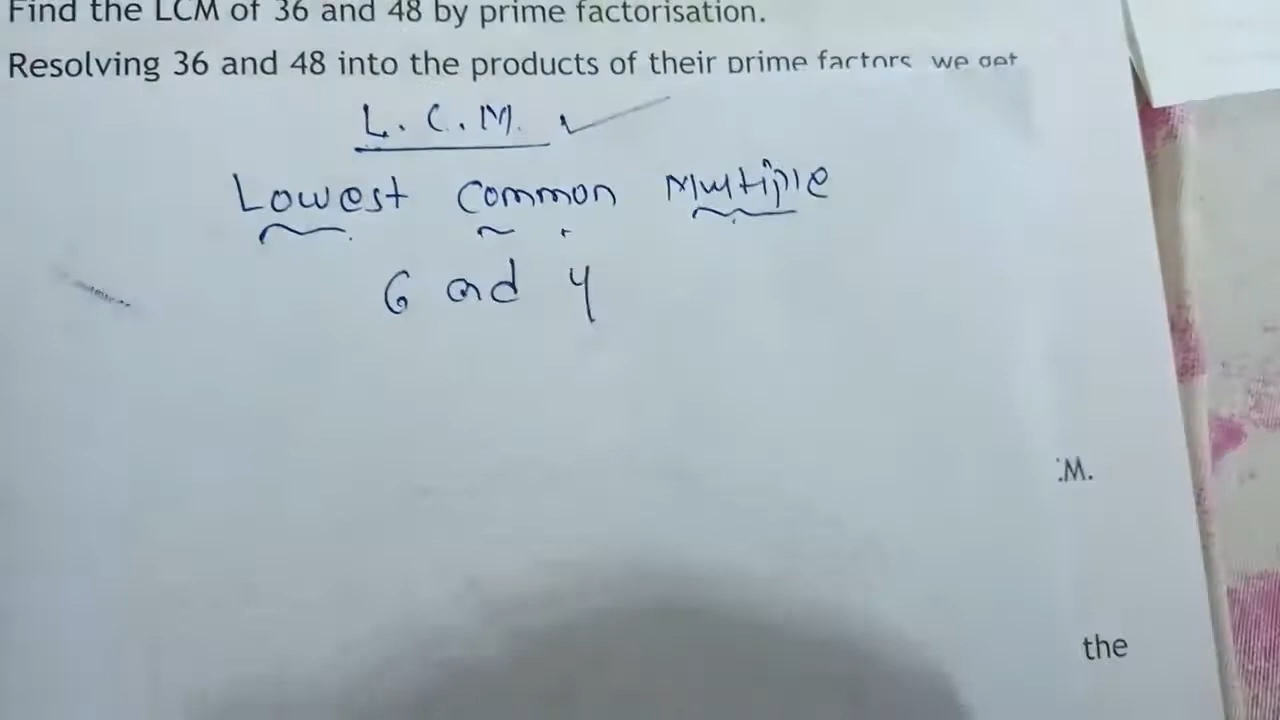 Find the LCM of 36 and 48 by prime factorisation.
Resolving 36 and 48 into the products of their prime factors we get
L.C.M.
Lowest Common Multiple
6 and 4
.M.
the